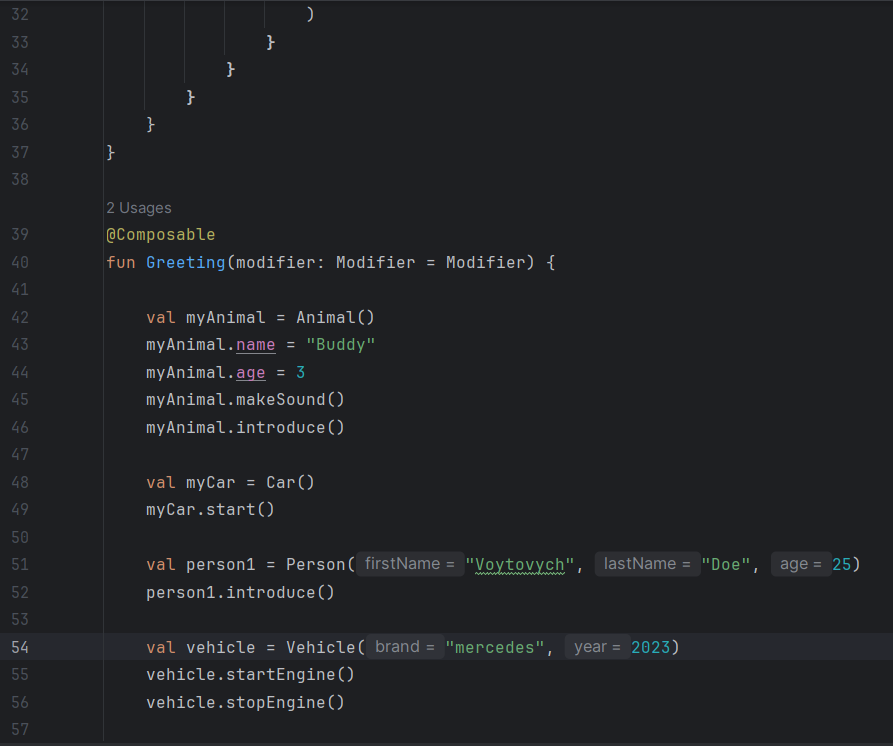 32 )
33 }
34 }
35 }
36 }
37 }
38
2 Usages
39 @Composable
40 fun Greeting(modifier: Modifier = Modifier) {
41
42 val myAnimal = Animal()
43 myAnimal.name = "Buddy"
44 myAnimal.age = 3
45 myAnimal.makeSound()
46 myAnimal.introduce()
47
48 val myCar = Car()
49 myCar.start()
50
51 val person1 = Person( firstName = "Voytovych", lastName = "Doe", age = 25)
52 person1.introduce()
53
54 val vehicle = Vehicle( brand = "mercedes", year = 2023)
55 vehicle.startEngine()
56 vehicle.stopEngine()
57